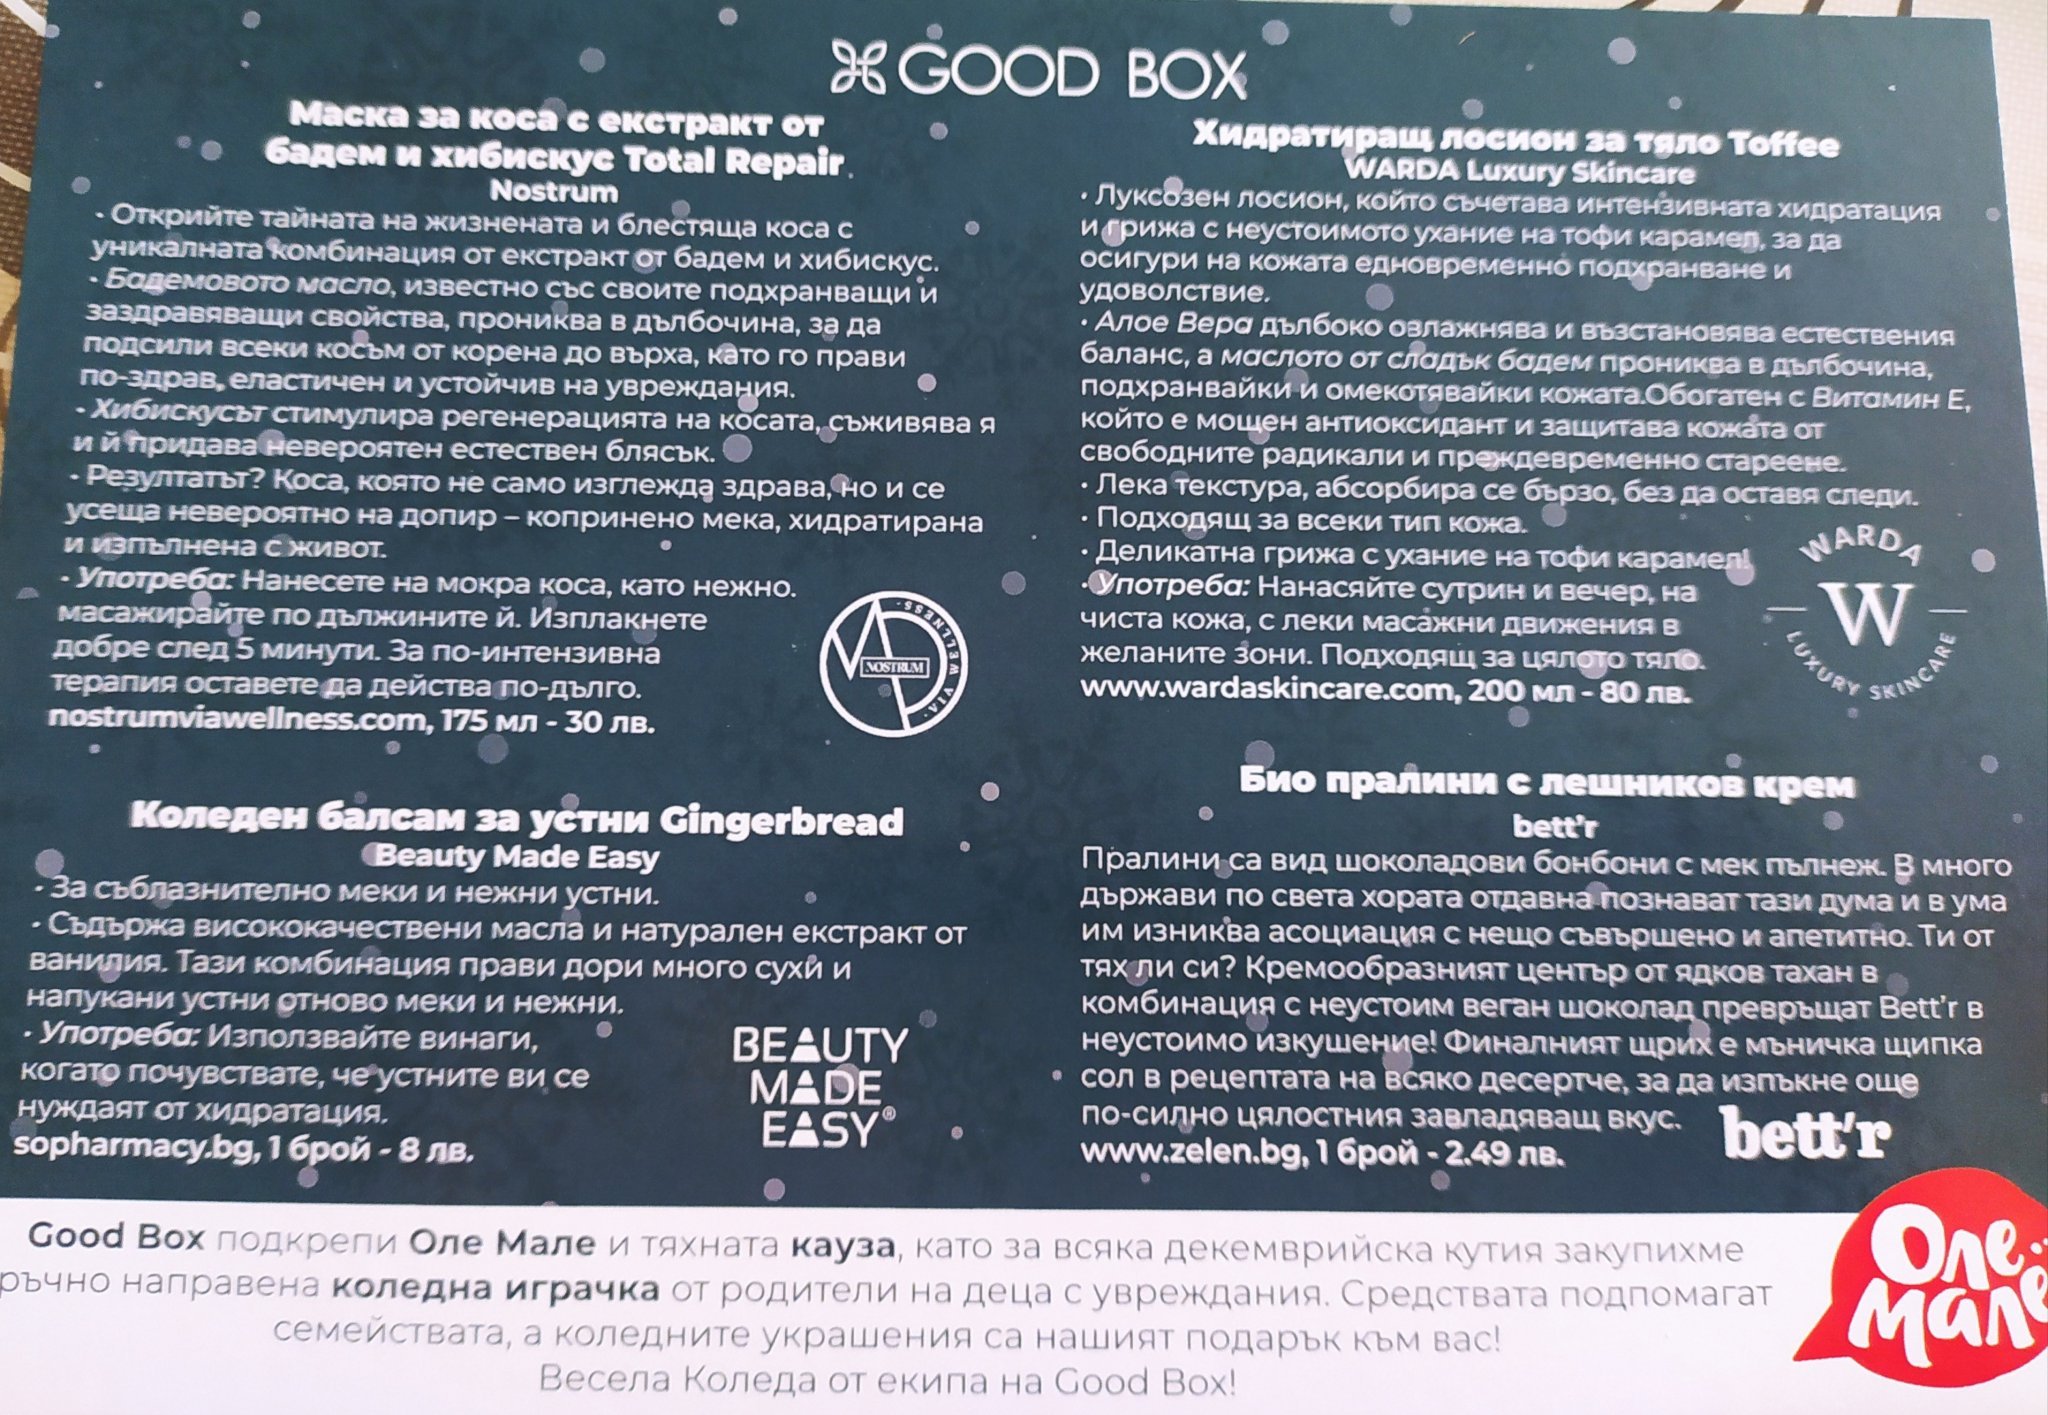 GOOD BOX
Маска за коса с екстракт от
бадем и хибискус Total Repair
Nostrum
• Открийте тайната на жизнената и блестяща коса с
уникалната комбинация от екстракт от бадем и хибискус.
• Бадемовото масло, известно със своите подхранващи и
заздравяващи свойства, прониква в дълбочина, за да
подсили всеки косъм от корена до върха, като го прави
по-здрав, еластичен и устойчив на увреждания.
• Хибискусът стимулира регенерацията на косата, съживява я
и й придава невероятен естествен блясък.
• Резултатът? Коса, която не само изглежда здрава, но и се
усеща невероятно на допир – копринено мека, хидратирана
и изпълнена с живот.
• Употреба: Нанесете на мокра коса, като нежно.
масажирайте по дължините й. Изплакнете
добре след 5 минути. За по-интензивна
терапия оставете да действа по-дълго.
nostrumviawellness.com, 175 мл - 30 лв.
NOSTRUM
· VIA WELLNESS ·
Коледен балсам за устни Gingerbread
Beauty Made Easy
• За съблазнително меки и нежни устни.
• Съдържа висококачествени масла и натурален екстракт от
ванилия. Тази комбинация прави дори много сухи и
напукани устни отново меки и нежни.
• Употреба: Използвайте винаги,
когато почувствате, че устните ви се
нуждаят от хидратация.
sopharmacy.bg, 1 брой - 8 лв.
BEAUTY
MADE
EASY®
Хидратиращ лосион за тяло Toffee
WARDA Luxury Skincare
• Луксозен лосион, който съчетава интензивната хидратация
и грижа с неустоимото ухание на тофи карамел, за да
осигури на кожата едновременно подхранване и
удоволствие.
• Алое Вера дълбоко овлажнява и възстановява естествения
баланс, а маслото от сладък бадем прониква в дълбочина,
подхранвайки и омекотявайки кожата.Обогатен с Витамин Е,
който е мощен антиоксидант и защитава кожата от
свободните радикали и преждевременно стареене.
• Лека текстура, абсорбира се бързо, без да оставя следи.
• Подходящ за всеки тип кожа.
• Деликатна грижа с ухание на тофи карамел!
• Употреба: Нанасяйте сутрин и вечер, на
чиста кожа, с леки масажни движения в
желаните зони. Подходящ за цялото тяло.
www.wardaskincare.com, 200 мл - 80 лв.
WARDA
W
LUXURY SKINCARE
Био пралини с лешников крем
bett'r
Пралини са вид шоколадови бонбони с мек пълнеж. В много
държави по света хората отдавна познават тази дума и в ума
им изниква асоциация с нещо съвършено и апетитно. Ти от
тях ли си? Кремообразният център от ядков тахан в
комбинация с неустоим веган шоколад превръщат Bett'r в
неустоимо изкушение! Финалният щрих е мъничка щипка
сол в рецептата на всяко десертче, за да изпъкне още
по-силно цялостния завладяващ вкус.
www.zelen.bg, 1 брой - 2.49 лв.
bett'r
Good Box подкрепи Оле Мале и тяхната кауза, като за всяка декемврийска кутия закупихме
ръчно направена коледна играчка от родители на деца с увреждания. Средствата подпомагат
семействата, а коледните украшения са нашият подарък към вас!
Весела Коледа от екипа на Good Box!
Оле..
Мале